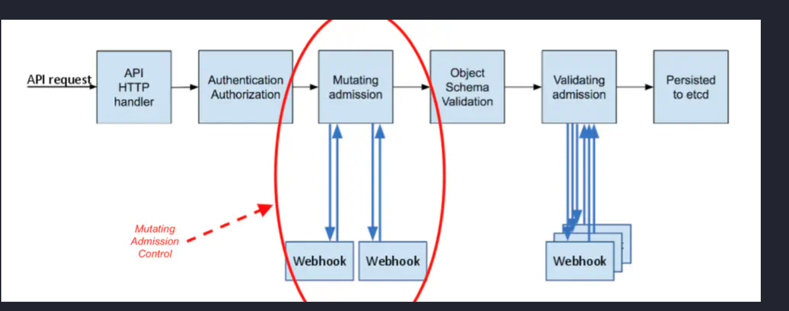 API request
API
HTTP
handler
Authentication
Authorization
Mutating
admission
Object
Schema
Validation
Validating
admission
Persisted
to etcd
Mutating
Admission
Control
Webhook
Webhook
Webhook